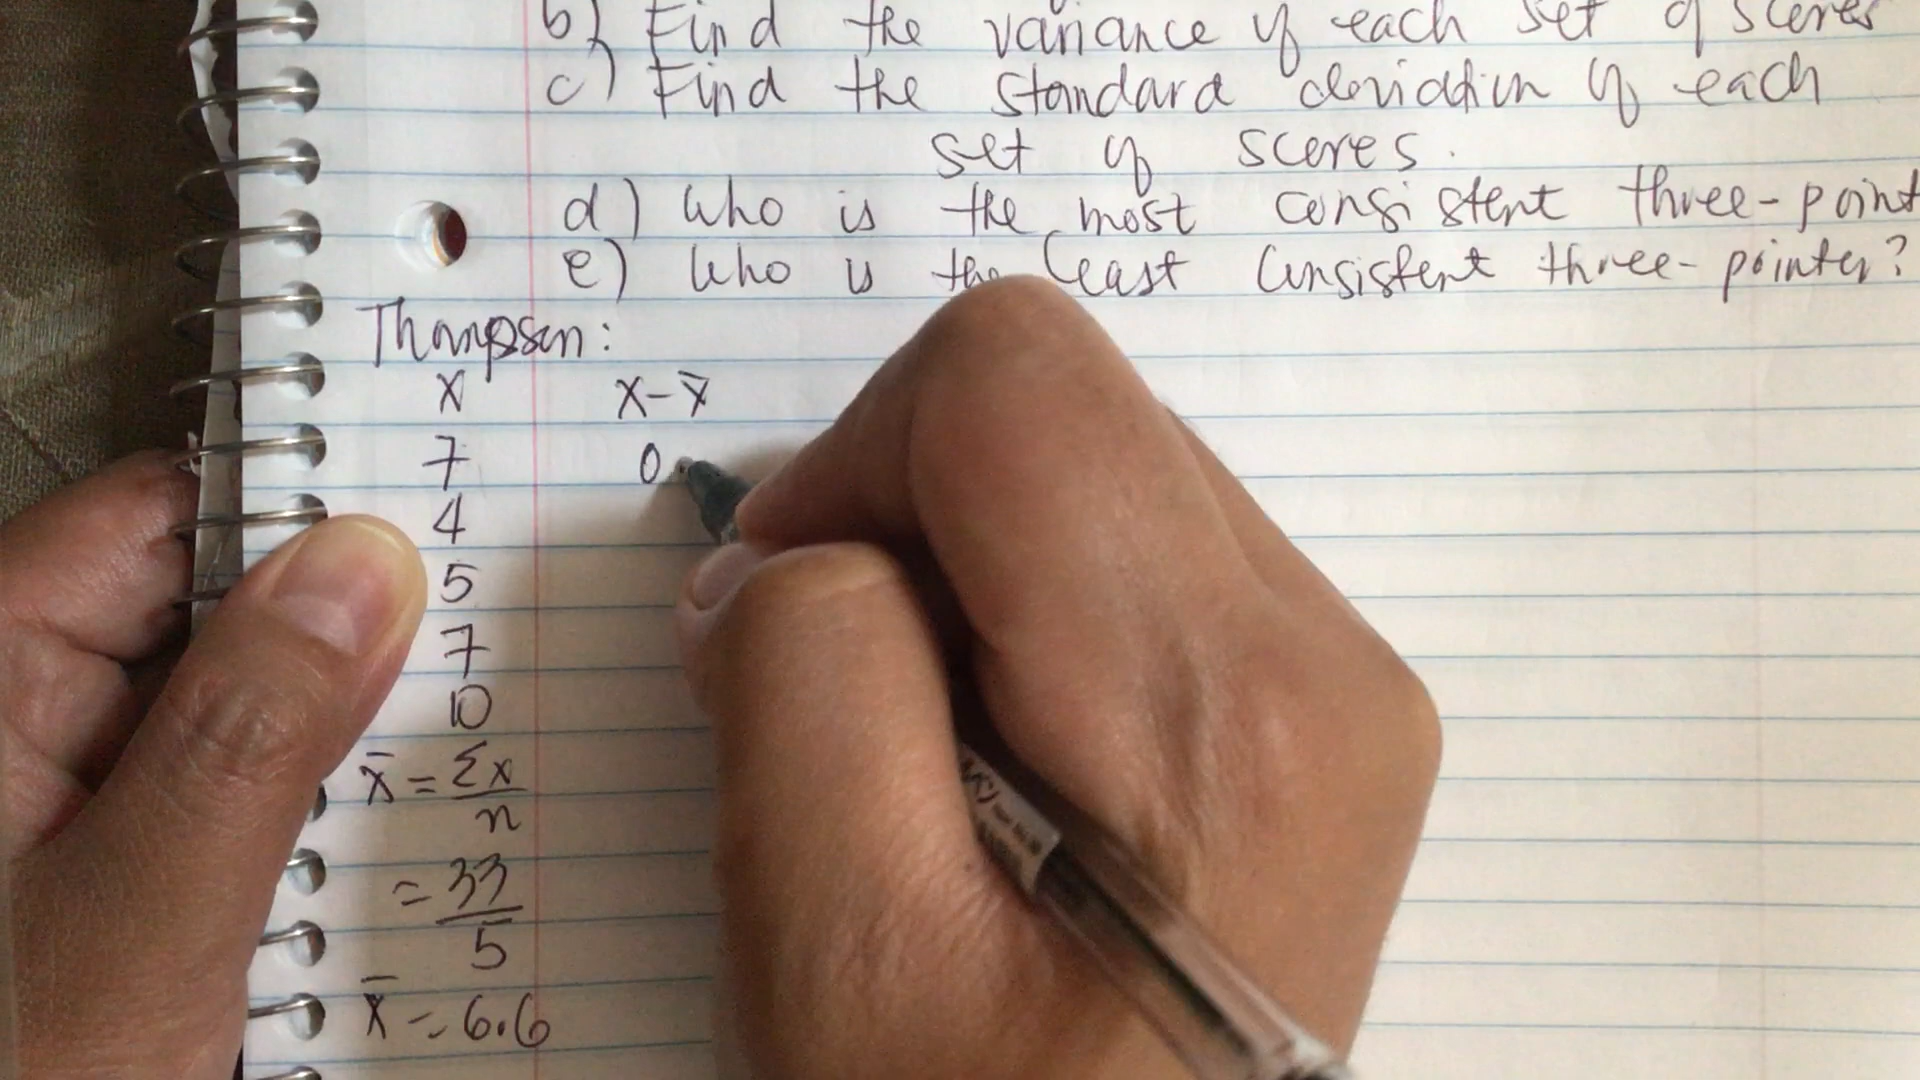 b) Find the variance of each set of scores
c) Find the standard deviation of each
set of scores.
d) Who is the most consistent three-point
e) Who is the least consistent three-pointer?
Thompson:
x x-x̄
7 0
4
5
7
10
x̄ = Σx
n
= 33
5
x̄ = 6.6